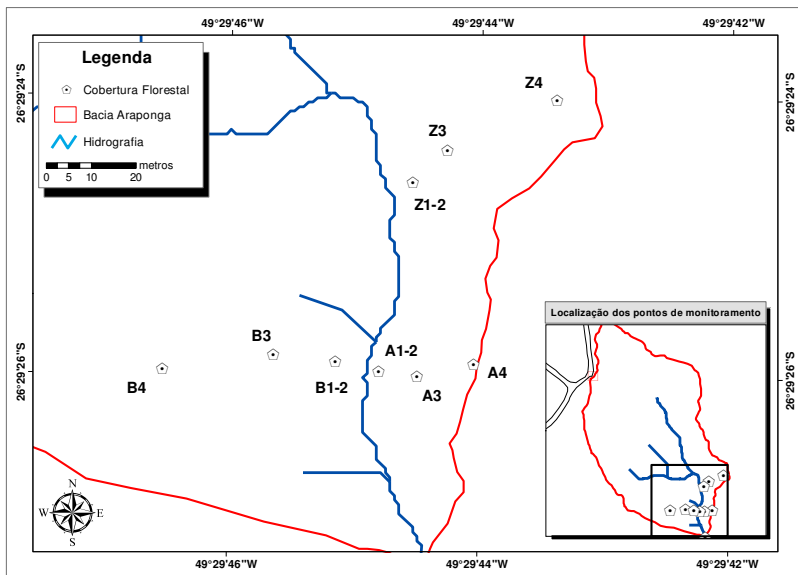 49°29'46"W
49°29'44"W
49°29'42"W
Legenda
Cobertura Florestal
Bacia Araponga
Hidrografia
metros
0 5 10 20
26°29'24"S
26°29'24"S
Z4
Z3
Z1-2
B3
B4
B1-2
A1-2
A3
A4
26°29'28"S
26°29'26"S
Localização dos pontos de monitoramento
N
W E
S
49°29'46"W
49°29'44"W
49°29'42"W